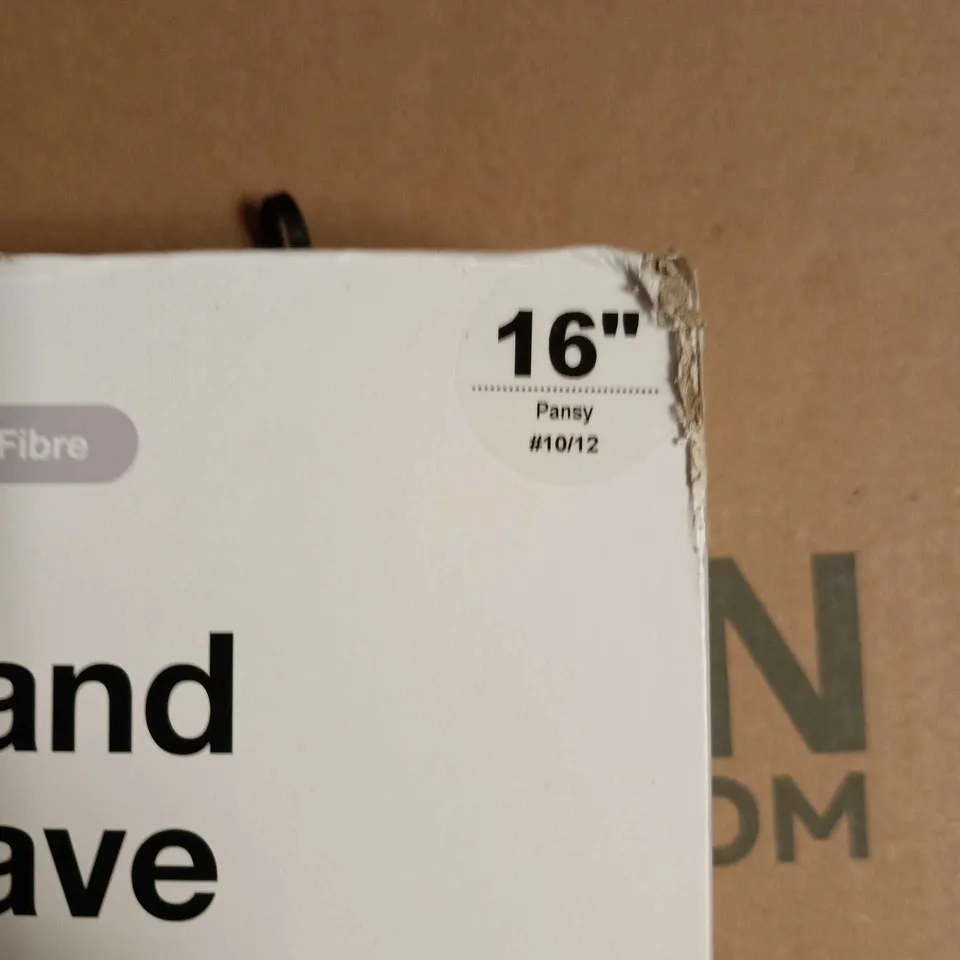 16"
Pansy
#10/12
Fibre
and
ave
N
OM